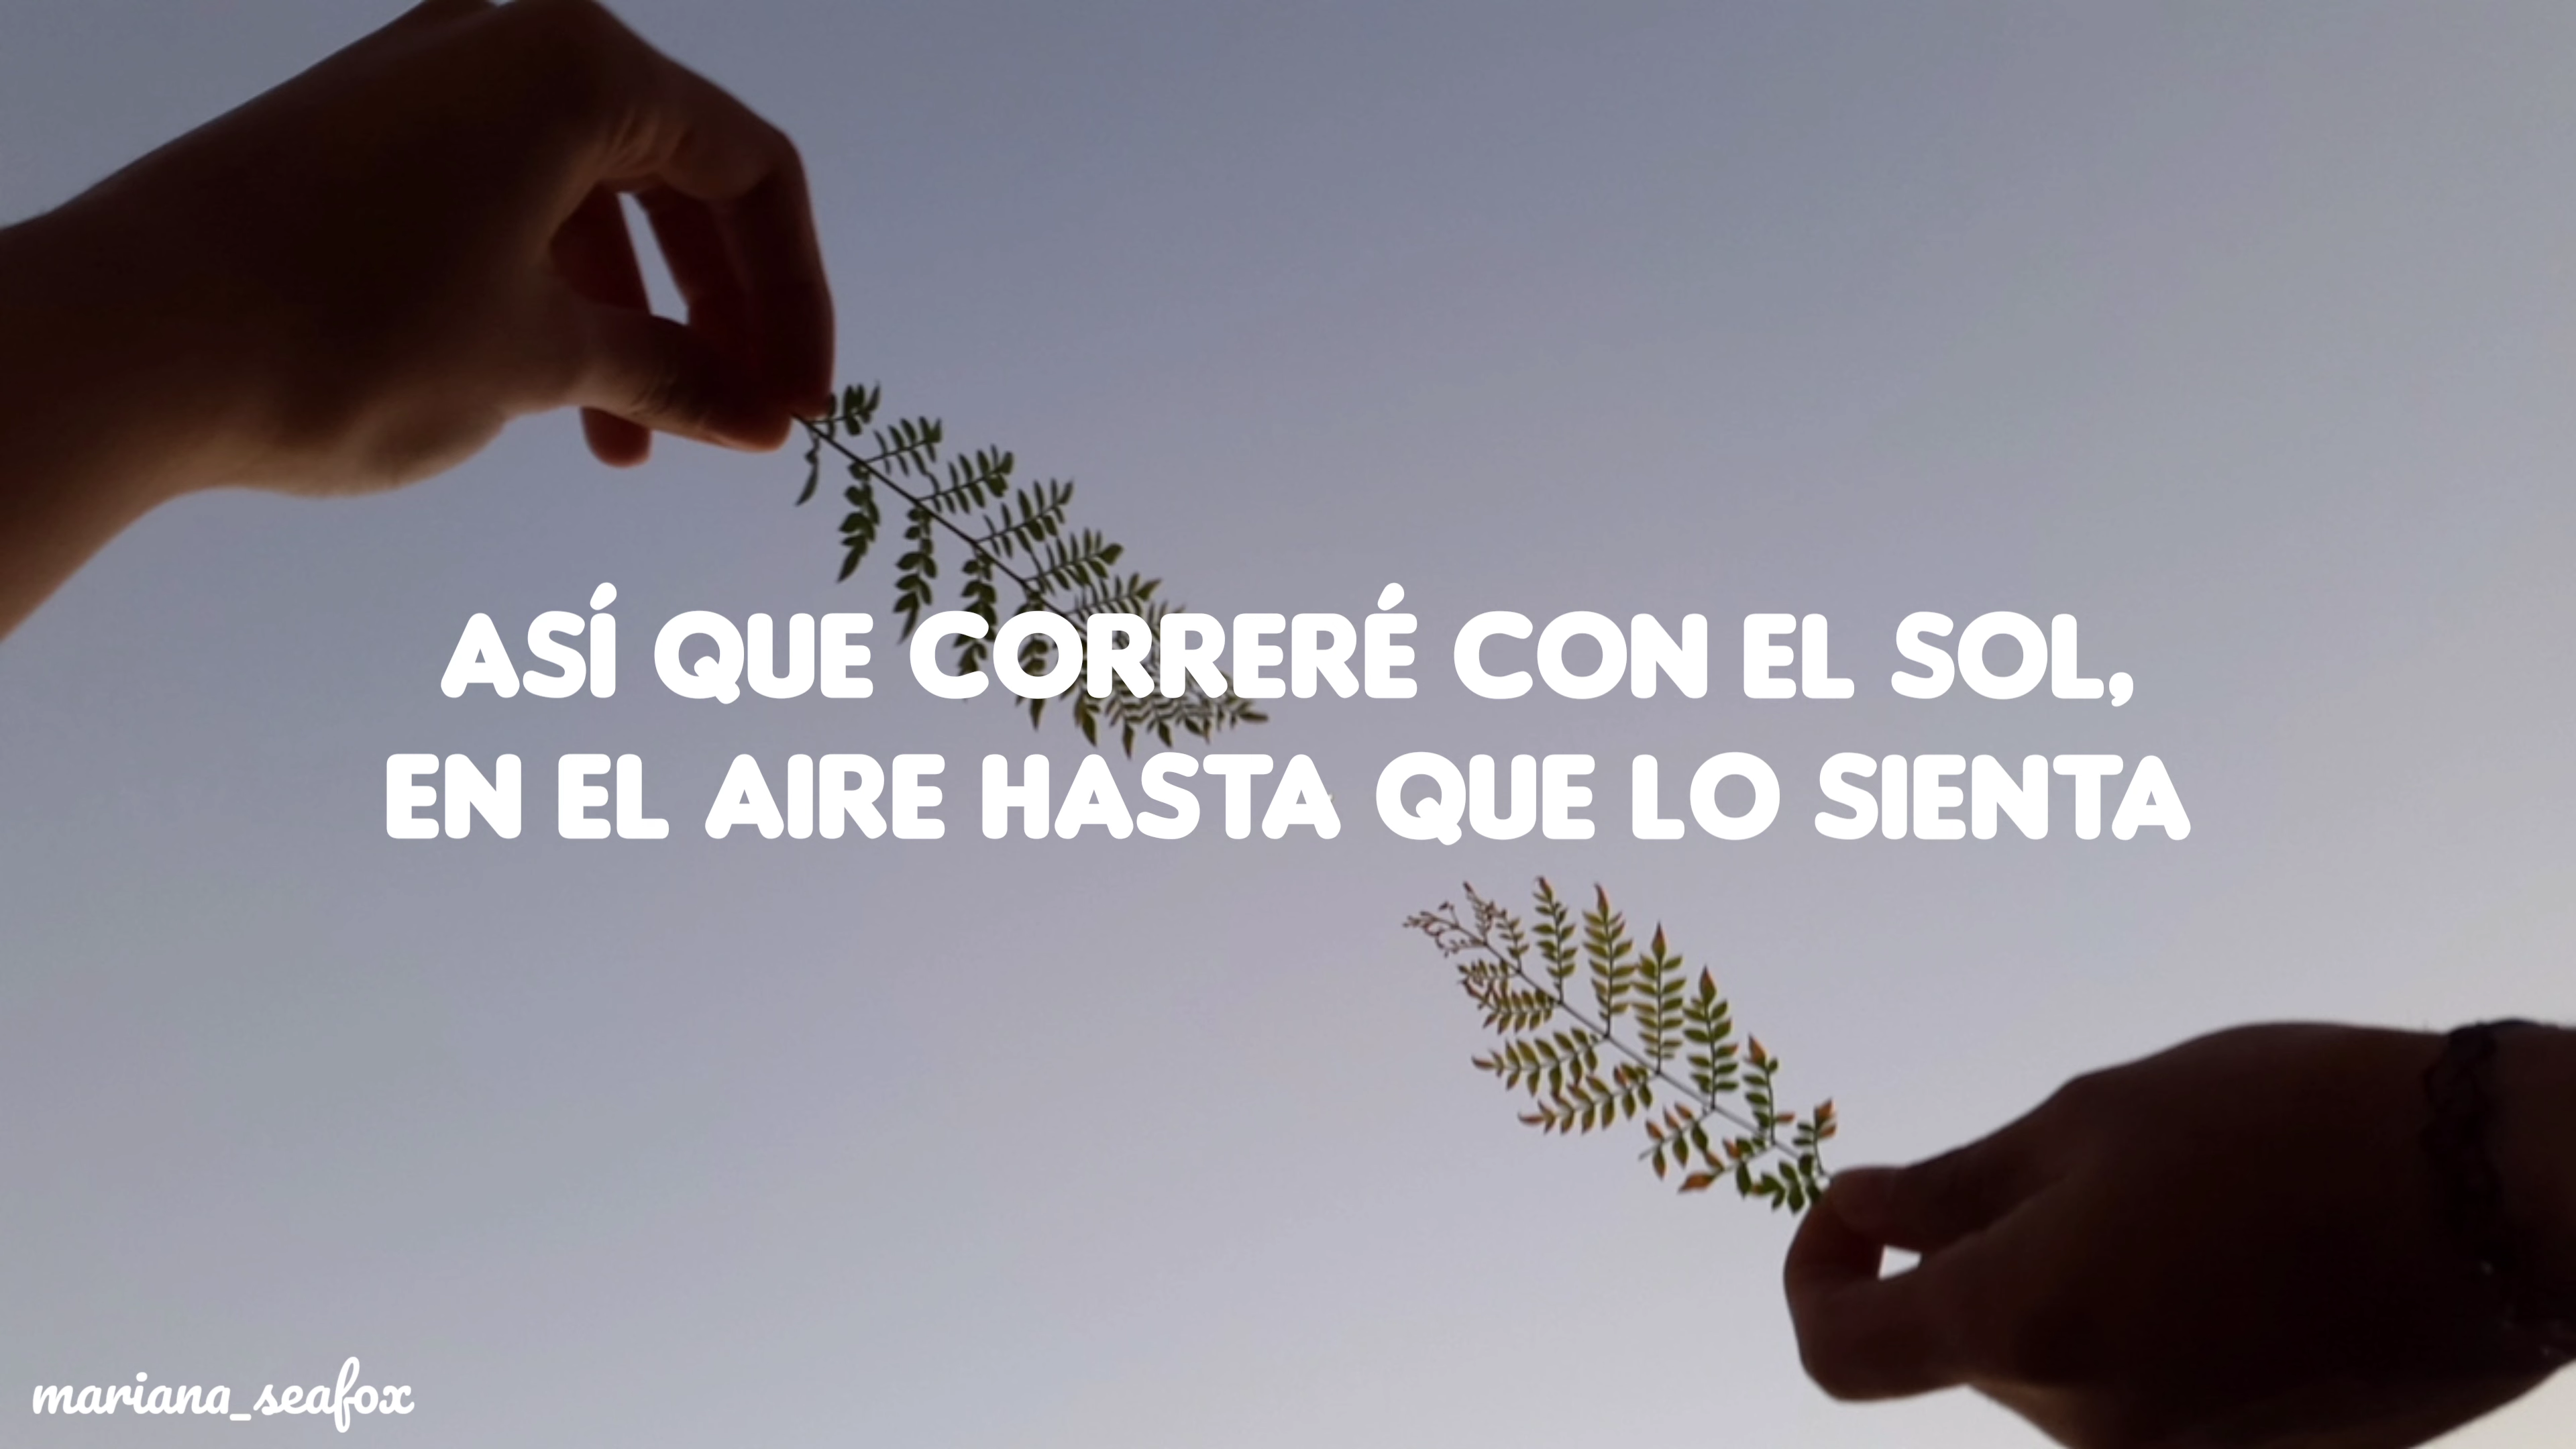 ASÍ QUE CORRERÉ CON EL SOL,
EN EL AIRE HASTA QUE LO SIENTA
mariana_seafox